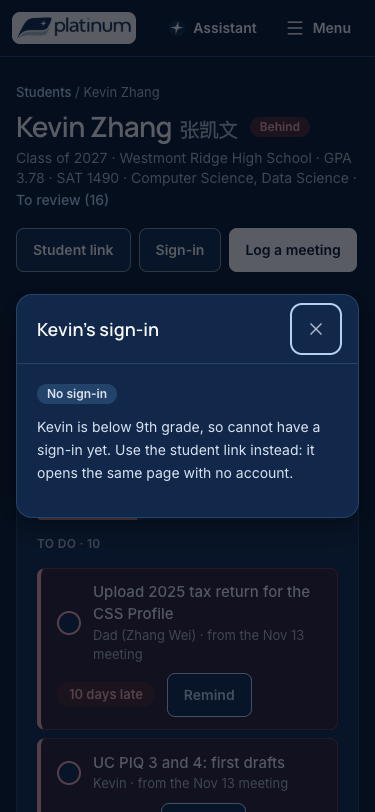 platinum
Assistant
Menu
Students / Kevin Zhang
Kevin Zhang 张凯文 Behind
Class of 2027 · Westmont Ridge High School · GPA
3.78 · SAT 1490 · Computer Science, Data Science ·
To review (16)
Student link
Sign-in
Log a meeting
Kevin's sign-in
No sign-in
Kevin is below 9th grade, so cannot have a
sign-in yet. Use the student link instead: it
opens the same page with no account.
TO DO · 10
Upload 2025 tax return for the
CSS Profile
Dad (Zhang Wei) · from the Nov 13
meeting
10 days late
Remind
UC PIQ 3 and 4: first drafts
Kevin · from the Nov 13 meeting